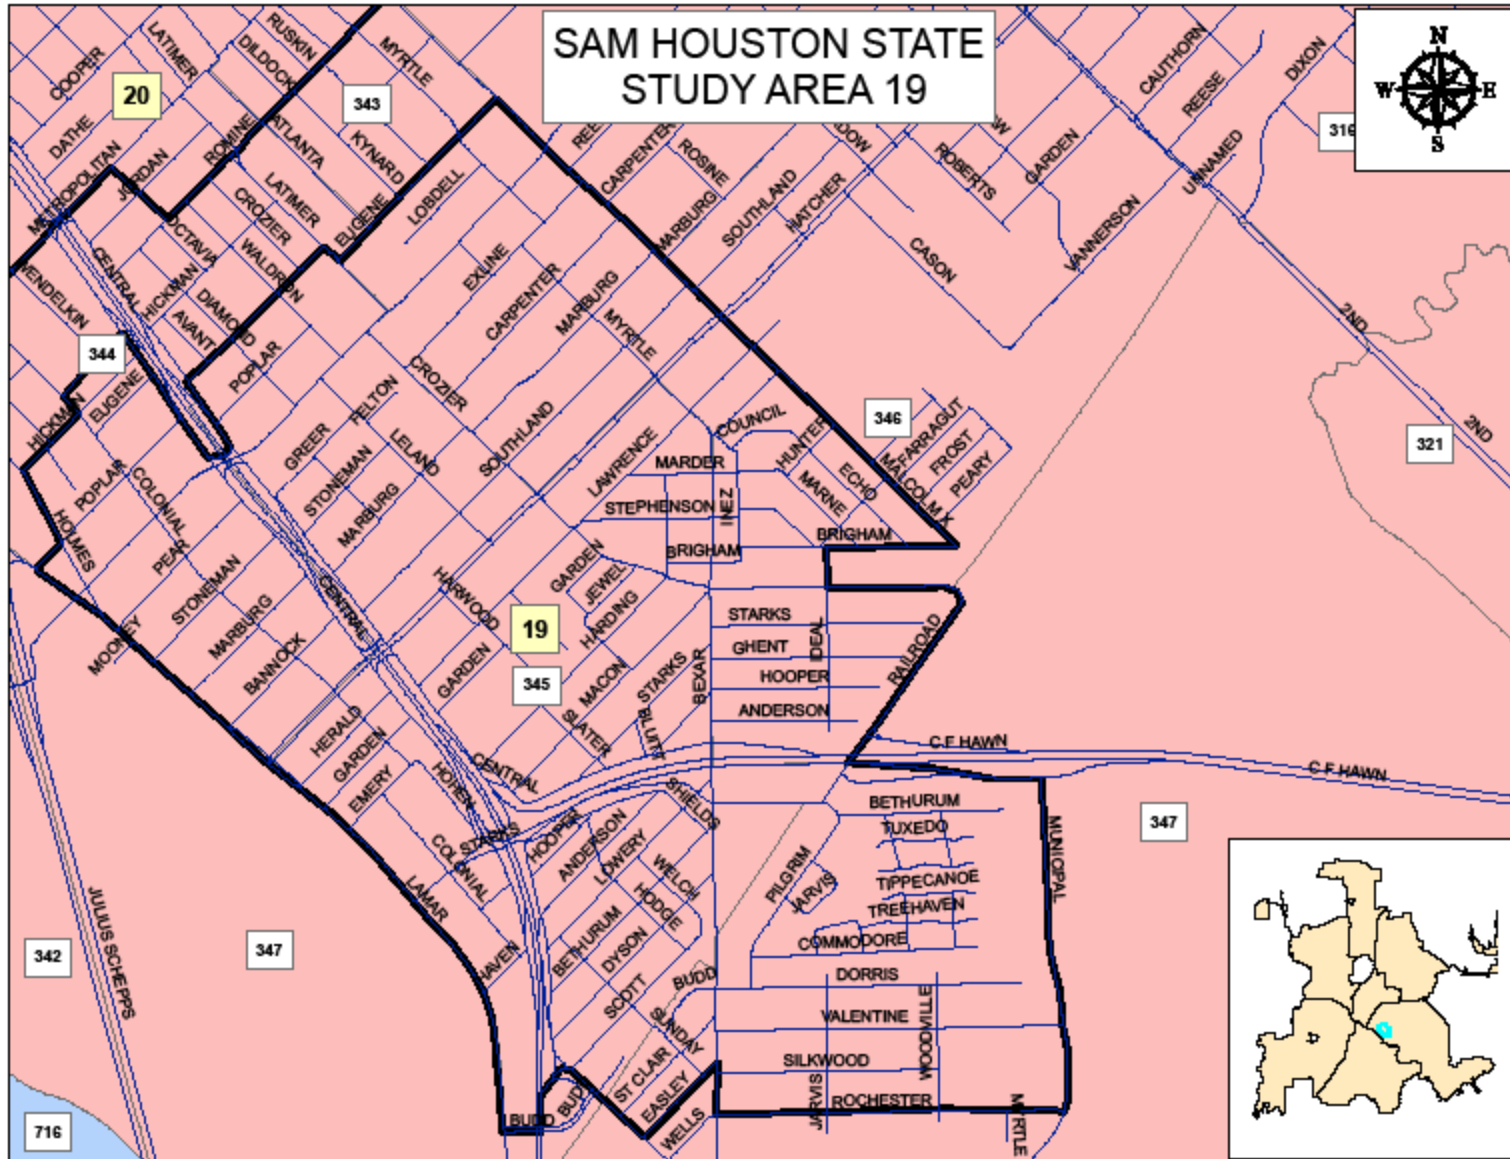 SAM HOUSTON STATE
STUDY AREA 19
N
W
E
S
COOPER
LATIMER
RUSKIN
DILDOCK
MYRTLE
20
343
DATHE
ROMINE
ATLANTA
KYNARD
METROPOLITAN
JORDAN
LATIMER
CROZIER
EUGENE
LOBDELL
CARPENTER
ROSINE
MARBURG
SOUTHLAND
HATCHER
ROBERTS
GARDEN
CAUTHORN
REESE
DIXON
UNNAMED
316
VANNERSON
CASON
2ND
2ND
321
CENTRAL
OCTAVIA
HICKMAN
WALDRON
DIAMOND
AVANT
WENDELKIN
344
EUGENE
HICKMAN
POPLAR
EXLINE
CARPENTER
MARBURG
MYRTLE
CROZIER
FELTON
GREER
LELAND
STONEMAN
MARBURG
SOUTHLAND
LAWRENCE
COUNCIL
HUNTER
MARDER
STEPHENSON
INEZ
MARNE
ECHO
346
FARRAGUT
MALCOLM X
FROST
PEARY
BRIGHAM
BRIGHAM
POPLAR
COLONIAL
HOLMES
PEAR
STONEMAN
MARBURG
MOONEY
BANNOCK
CENTRAL
HARWOOD
GARDEN
JEWEL
HARDING
19
345
GARDEN
MACON
STARKS
SLATER
BLUITT
BEXAR
STARKS
GHENT
IDEAL
HOOPER
ANDERSON
RAILROAD
C F HAWN
C F HAWN
HERALD
GARDEN
EMERY
HOPEN
CENTRAL
STARKS
COLONIAL
HOOPER
ANDERSON
SHIELDS
LOWERY
WELCH
HODGE
LAMAR
HAVEN
BETHURUM
DYSON
SCOTT
BUDD
SUNDAY
ST CLAIR
EASLEY
WELLS
BUDD
BUDD
BETHURUM
TUXEDO
PILGRIM
JARVIS
TIPPECANOE
TREEHAVEN
COMMODORE
DORRIS
VALENTINE
WOODVILLE
SILKWOOD
JARVIS
ROCHESTER
MYRTLE
MUNICIPAL
347
347
342
JULIUS SCHEPPS
716